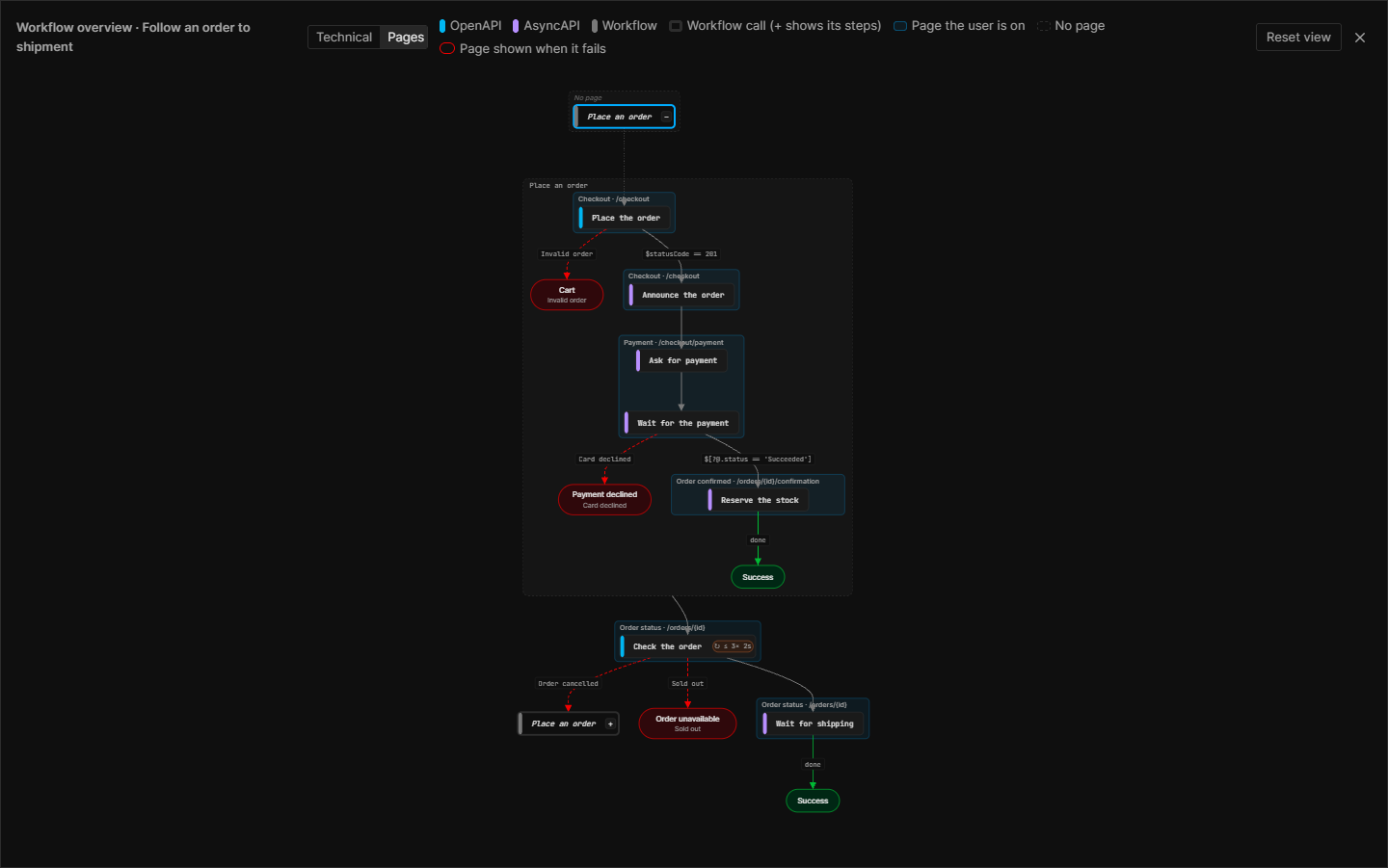 Workflow overview · Follow an order to
shipment
Technical
Pages
OpenAPI
AsyncAPI
Workflow
Workflow call (+ shows its steps)
Page the user is on
No page
Page shown when it fails
Reset view
No page
Place an order
Place an order
Checkout · /checkout
Place the order
Invalid order
$statusCode == 201
Cart
Invalid order
Checkout · /checkout
Announce the order
Payment · /checkout/payment
Ask for payment
Wait for the payment
Card declined
$[?@.status == 'Succeeded']
Payment declined
Card declined
Order confirmed · /orders/{id}/confirmation
Reserve the stock
done
Success
Order status · /orders/{id}
Check the order
↻ ≤ 3× 2s
Order cancelled
Sold out
Place an order +
Order unavailable
Sold out
Order status · /orders/{id}
Wait for shipping
done
Success